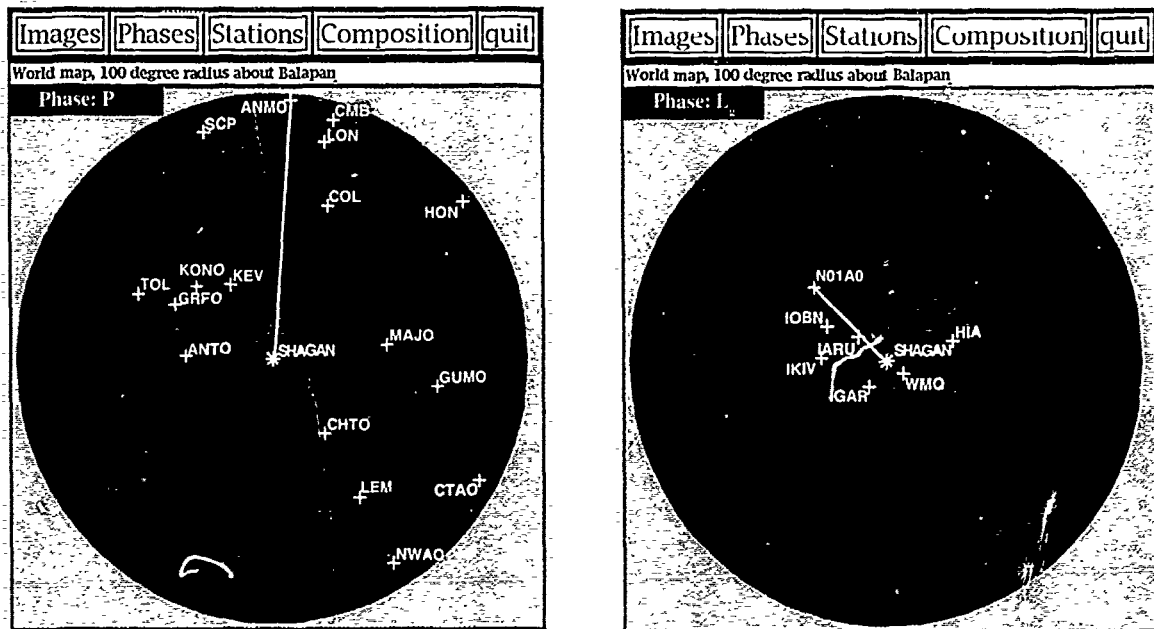 Images Phases Stations Composition quit
World map, 100 degree radius about Balapan
Phase: P
ANMO
CMB
SCP
LON
COL
HON
KONO
KEV
TOL
GRFO
MAJO
ANTO
SHAGAN
GUMO
CHTO
LEM
CTAO
NWAO
Images Phases Stations Composition quit
World map, 100 degree radius about Balapan
Phase: Lg
N01A0
IOBN
HIA
IARU
SHAGAN
IKIV
WMQ
GAR